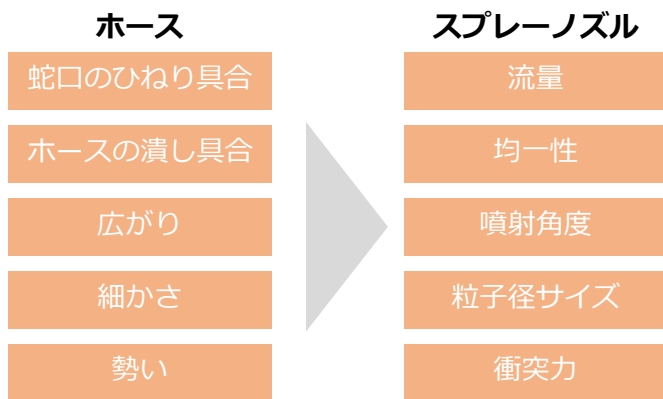 ホース
スプレーノズル
蛇口のひねり具合
流量
ホースの潰し具合
均一性
広がり
噴射角度
細かさ
粒子径サイズ
勢い
衝突力